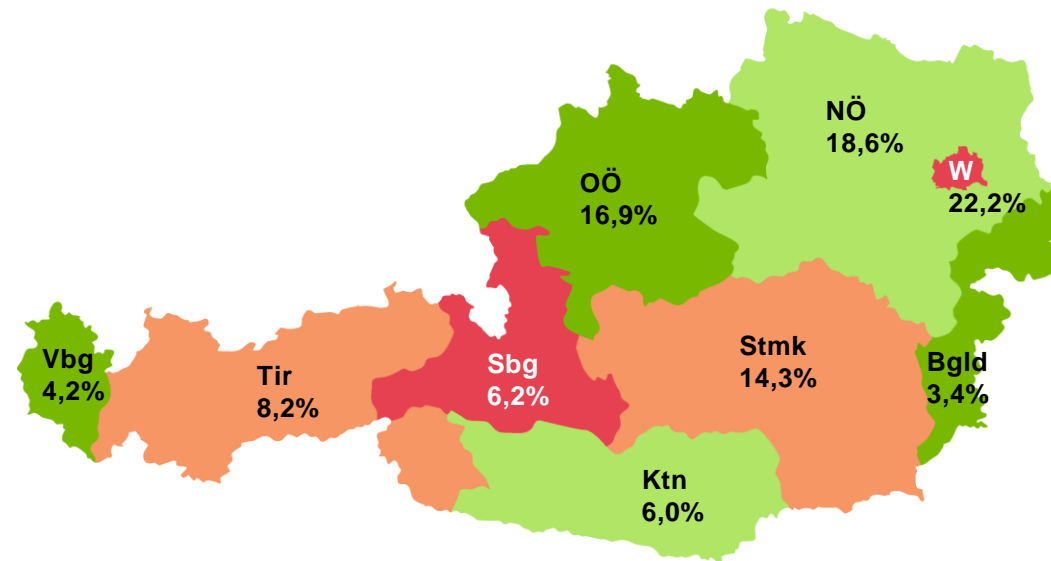 NÖ
18,6%
W
22,2%
OÖ
16,9%
Vbg
4,2%
Tir
8,2%
Sbg
6,2%
Stmk
14,3%
Bgld
3,4%
Ktn
6,0%